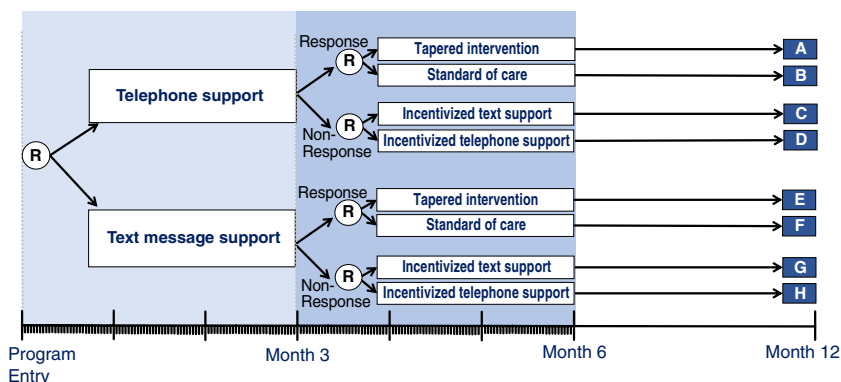 Response
Tapered intervention
A
R
Standard of care
B
Telephone support
Incentivized text support
C
R
Non-
Response
Incentivized telephone support
D
R
Response
Tapered intervention
E
R
Standard of care
F
Text message support
Incentivized text support
G
R
Non-
Response
Incentivized telephone support
H
Program
Entry
Month 3
Month 6
Month 12